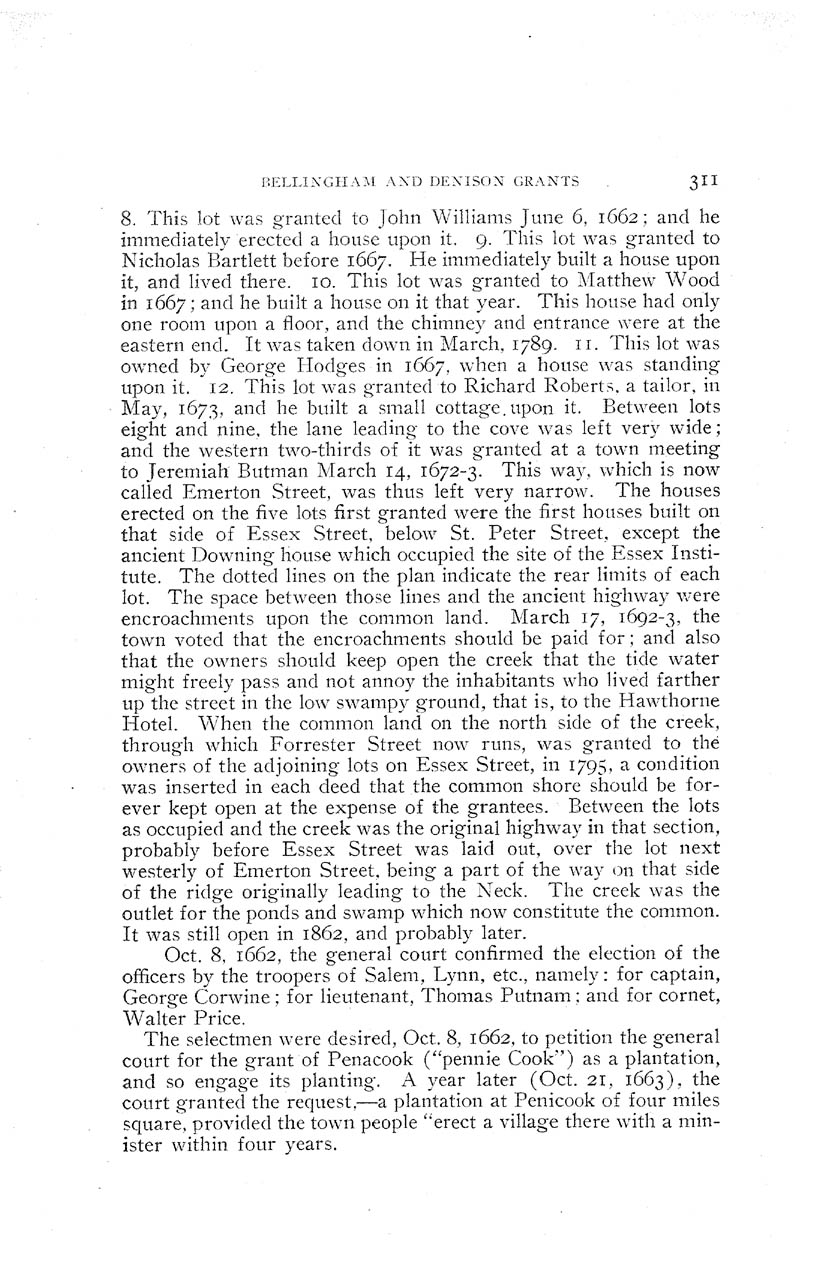 BELLINGHAM AND DENISON GRANTS 311
8. This lot was granted to John Williams June 6, 1662; and he
immediately erected a house upon it. 9. This lot was granted to
Nicholas Bartlett before 1667. He immediately built a house upon
it, and lived there. 10. This lot was granted to Matthew Wood
in 1667; and he built a house on it that year. This house had only
one room upon a floor, and the chimney and entrance were at the
eastern end. It was taken down in March, 1789. 11. This lot was
owned by George Hodges in 1667, when a house was standing
upon it. 12. This lot was granted to Richard Roberts, a tailor, in
May, 1673, and he built a small cottage upon it. Between lots
eight and nine, the lane leading to the cove was left very wide;
and the western two-thirds of it was granted at a town meeting
to Jeremiah Butman March 14, 1672-3. This way, which is now
called Emerton Street, was thus left very narrow. The houses
erected on the five lots first granted were the first houses built on
that side of Essex Street, below St. Peter Street, except the
ancient Downing house which occupied the site of the Essex Insti-
tute. The dotted lines on the plan indicate the rear limits of each
lot. The space between those lines and the ancient highway were
encroachments upon the common land. March 17, 1692-3, the
town voted that the encroachments should be paid for; and also
that the owners should keep open the creek that the tide water
might freely pass and not annoy the inhabitants who lived farther
up the street in the low swampy ground, that is, to the Hawthorne
Hotel. When the common land on the north side of the creek,
through which Forrester Street now runs, was granted to the
owners of the adjoining lots on Essex Street, in 1795, a condition
was inserted in each deed that the common shore should be for-
ever kept open at the expense of the grantees. Between the lots
as occupied and the creek was the original highway in that section,
probably before Essex Street was laid out, over the lot next
westerly of Emerton Street, being a part of the way on that side
of the ridge originally leading to the Neck. The creek was the
outlet for the ponds and swamp which now constitute the common.
It was still open in 1862, and probably later.
Oct. 8, 1662, the general court confirmed the election of the
officers by the troopers of Salem, Lynn, etc., namely: for captain,
George Corwine; for lieutenant, Thomas Putnam; and for cornet,
Walter Price.
The selectmen were desired, Oct. 8, 1662, to petition the general
court for the grant of Penacook ("pennie Cook") as a plantation,
and so engage its planting. A year later (Oct. 21, 1663), the
court granted the request,—a plantation at Penicook of four miles
square, provided the town people "erect a village there with a min-
ister within four years.